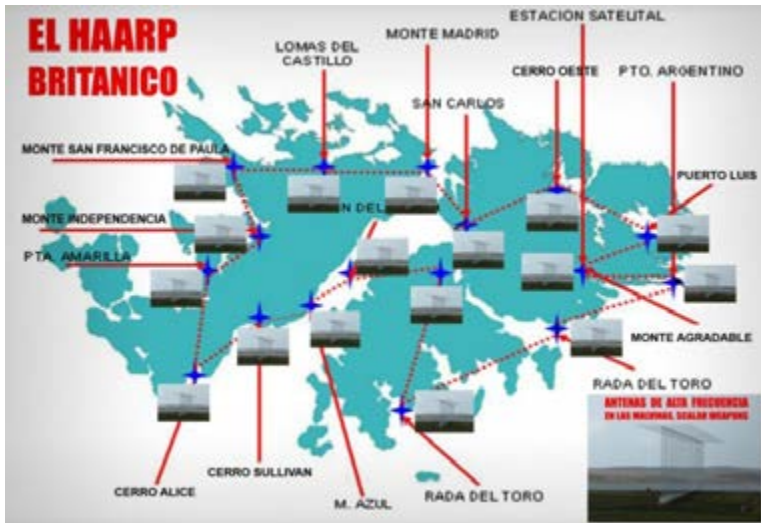 EL HAARP
BRITANICO
LOMAS DEL
CASTILLO
MONTE MADRID
ESTACION SATELITAL
CERRO OESTE
PTO. ARGENTINO
SAN CARLOS
MONTE SAN FRANCISCO DE PAULA
PUERTO LUIS
MONTE INDEPENDENCIA
N DEL
PTA. AMARILLA
MONTE AGRADABLE
RADA DEL TORO
ANTENAS DE ALTA FRECUENCIA
EN LAS MALVINAS, SCALAR WEAPONS
CERRO SULLIVAN
CERRO ALICE
M. AZUL
RADA DEL TORO